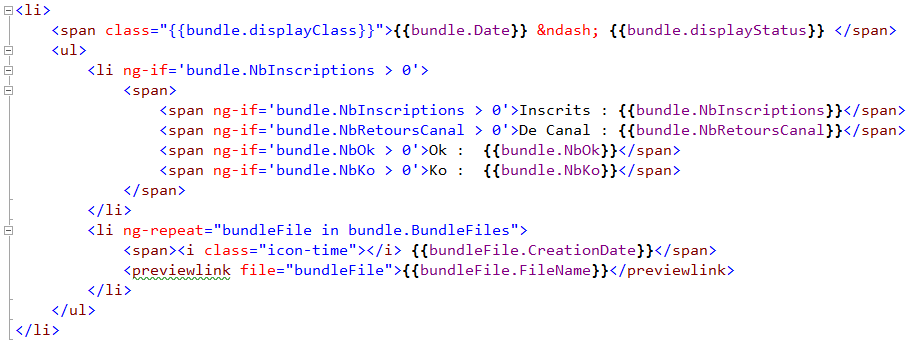 <li>
    <span class="{{bundle.displayClass}}">{{bundle.Date}} &ndash; {{bundle.displayStatus}} </span>
    <ul>
        <li ng-if='bundle.NbInscriptions > 0'>
            <span>
                <span ng-if='bundle.NbInscriptions > 0'>Inscrits : {{bundle.NbInscriptions}}</span>
                <span ng-if='bundle.NbRetoursCanal > 0'>De Canal : {{bundle.NbRetoursCanal}}</span>
                <span ng-if='bundle.NbOk > 0'>Ok :  {{bundle.NbOk}}</span>
                <span ng-if='bundle.NbKo > 0'>Ko :  {{bundle.NbKo}}</span>
            </span>
        </li>
        <li ng-repeat="bundleFile in bundle.BundleFiles">
            <span><i class="icon-time"></i> {{bundleFile.CreationDate}}</span>
            <previewlink file="bundleFile">{{bundleFile.FileName}}</previewlink>
        </li>
    </ul>
</li>